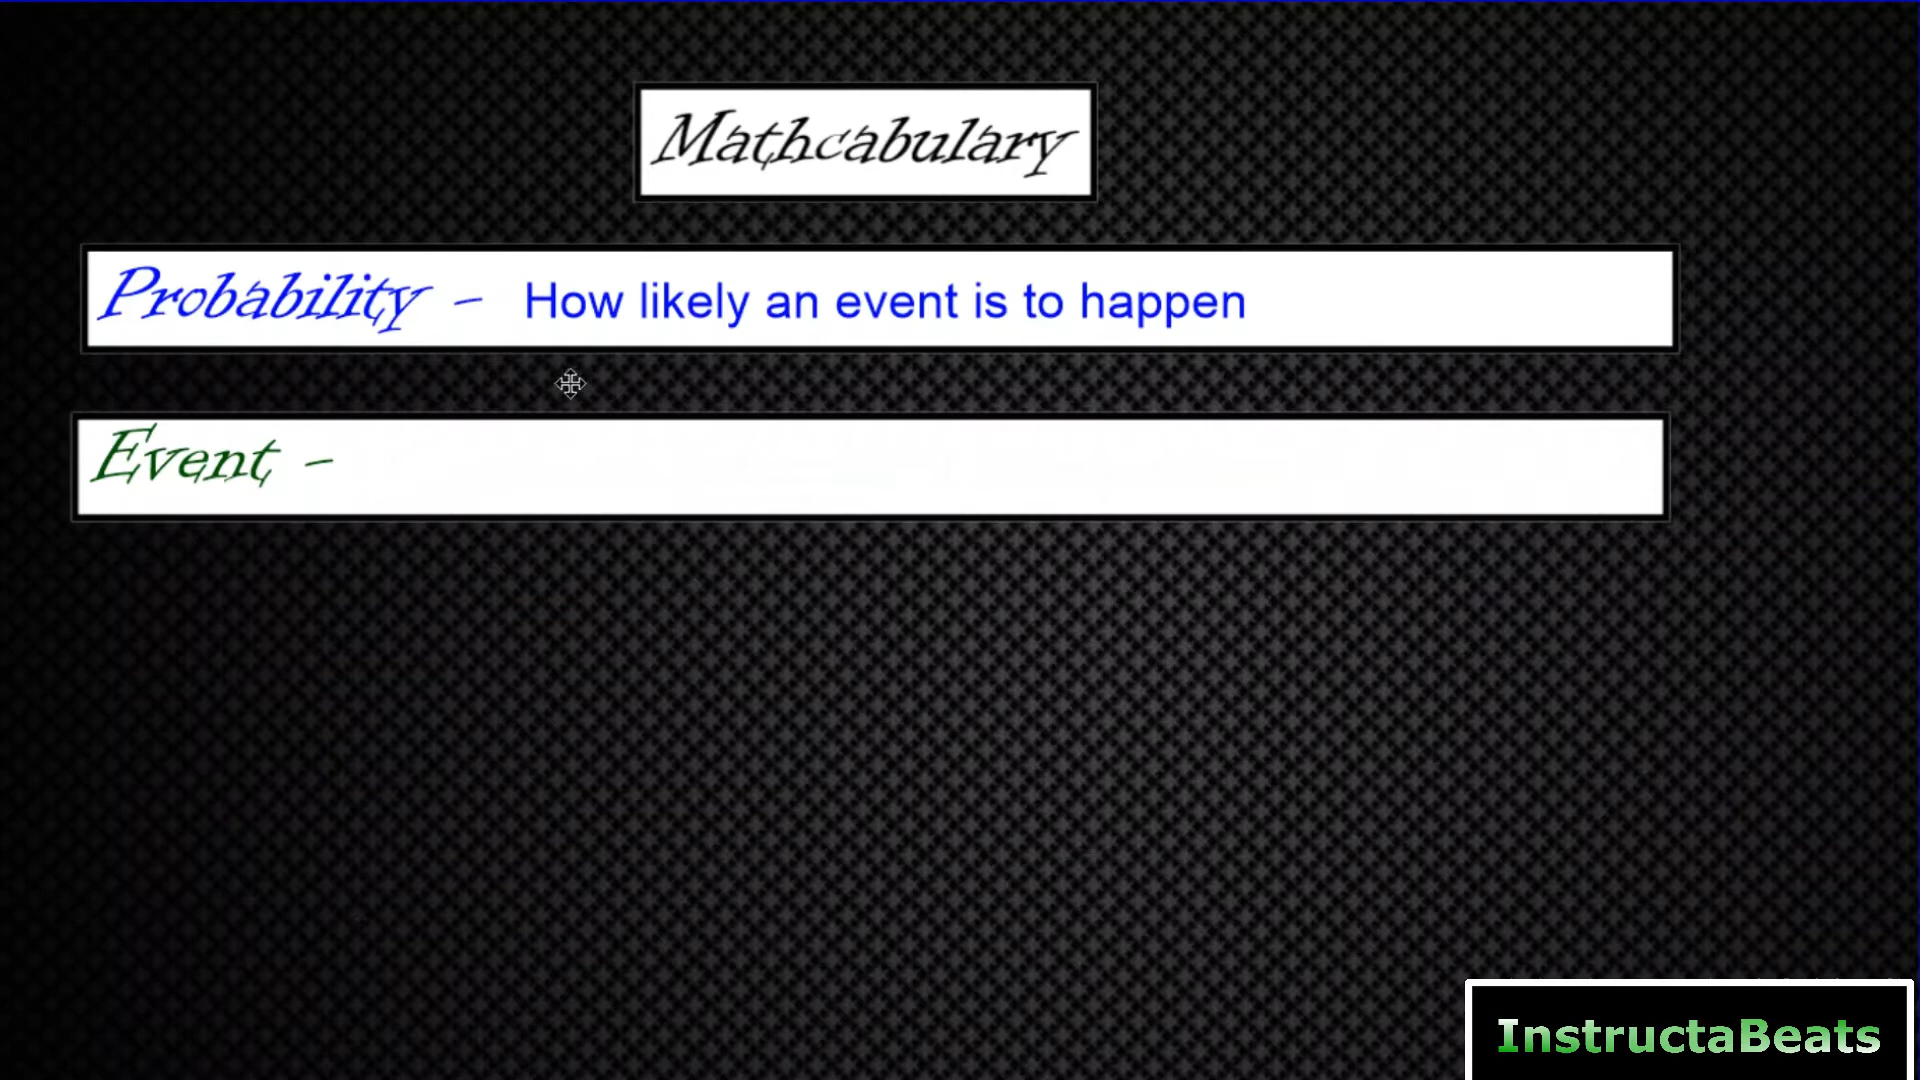 Mathcabulary
Probability - How likely an event is to happen
Event -
InstructaBeats